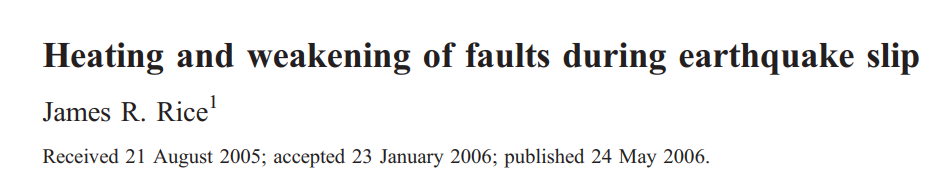 Heating and weakening of faults during earthquake slip
James R. Rice1
Received 21 August 2005; accepted 23 January 2006; published 24 May 2006.